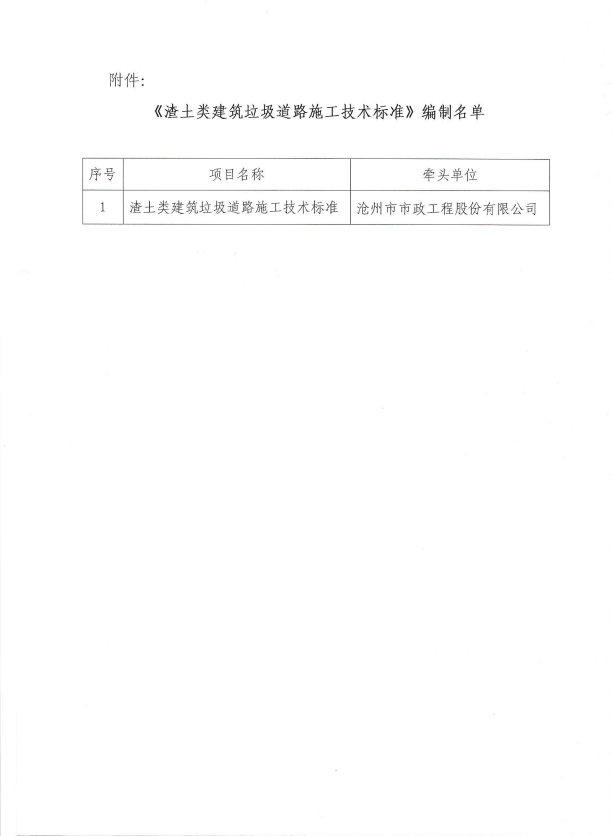 附件：
《渣土类建筑垃圾道路施工技术标准》编制名单
序号 项目名称 牵头单位
1 渣土类建筑垃圾道路施工技术标准 沧州市市政工程股份有限公司